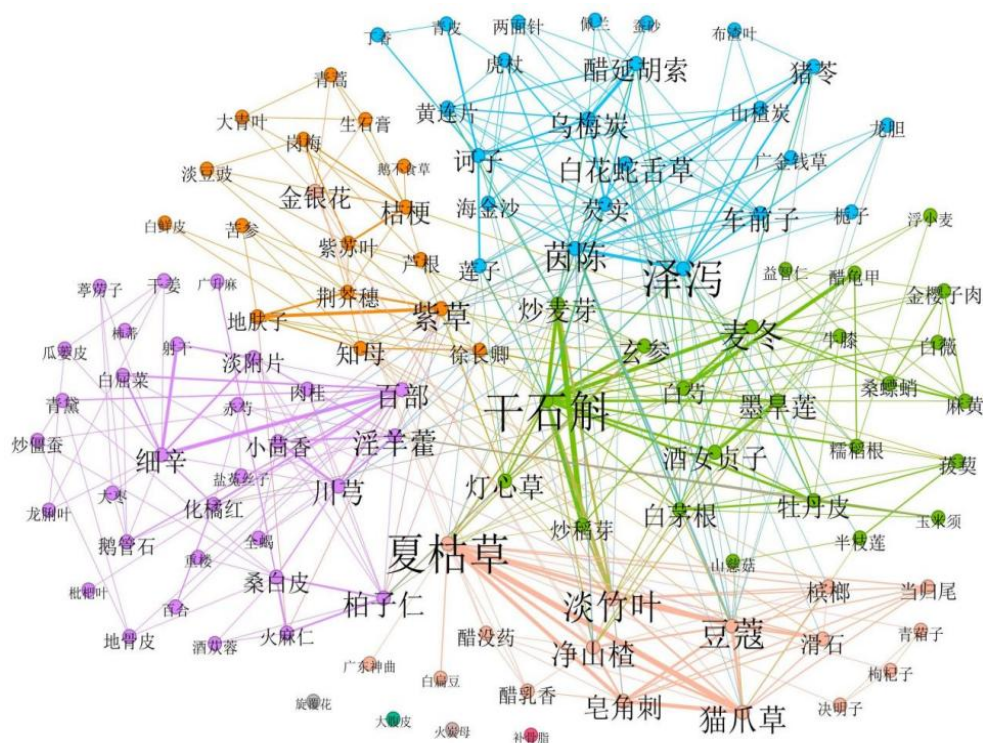 丁香
青皮
两面针
佩兰
蚕砂
布渣叶
虎杖
醋延胡索
猪苓
青蒿
黄连片
乌梅炭
山楂炭
龙胆
大青叶
生石膏
岗梅
诃子
白花蛇舌草
广金钱草
淡豆豉
鹅不食草
金银花
桔梗
海金沙
芡实
车前子
栀子
浮小麦
白鲜皮
苦参
紫苏叶
芦根
莲子
茵陈
泽泻
益智仁
醋龟甲
葶苈子
干姜
广升麻
荆芥穗
炒麦芽
金樱子肉
地肤子
紫草
麦冬
牛膝
瓜蒌皮
柿蒂
射干
淡附片
知母
徐长卿
玄参
白薇
白屈菜
肉桂
百部
白芍
桑螵蛸
麻黄
青黛
赤芍
干石斛
墨旱莲
炒僵蚕
小茴香
淫羊藿
酒女贞子
糯稻根
细辛
盐菟丝子
川芎
灯心草
菝葜
大枣
化橘红
白茅根
牡丹皮
玉米须
龙脷叶
鹅管石
全蝎
炒稻芽
半枝莲
重楼
夏枯草
山慈菇
枇杷叶
桑白皮
柏子仁
淡竹叶
槟榔
当归尾
百合
地骨皮
酒苁蓉
火麻仁
醋没药
净山楂
豆蔻
滑石
青葙子
广东神曲
白扁豆
醋乳香
皂角刺
猫爪草
枸杞子
决明子
旋覆花
大腹皮
火炭母
补骨脂